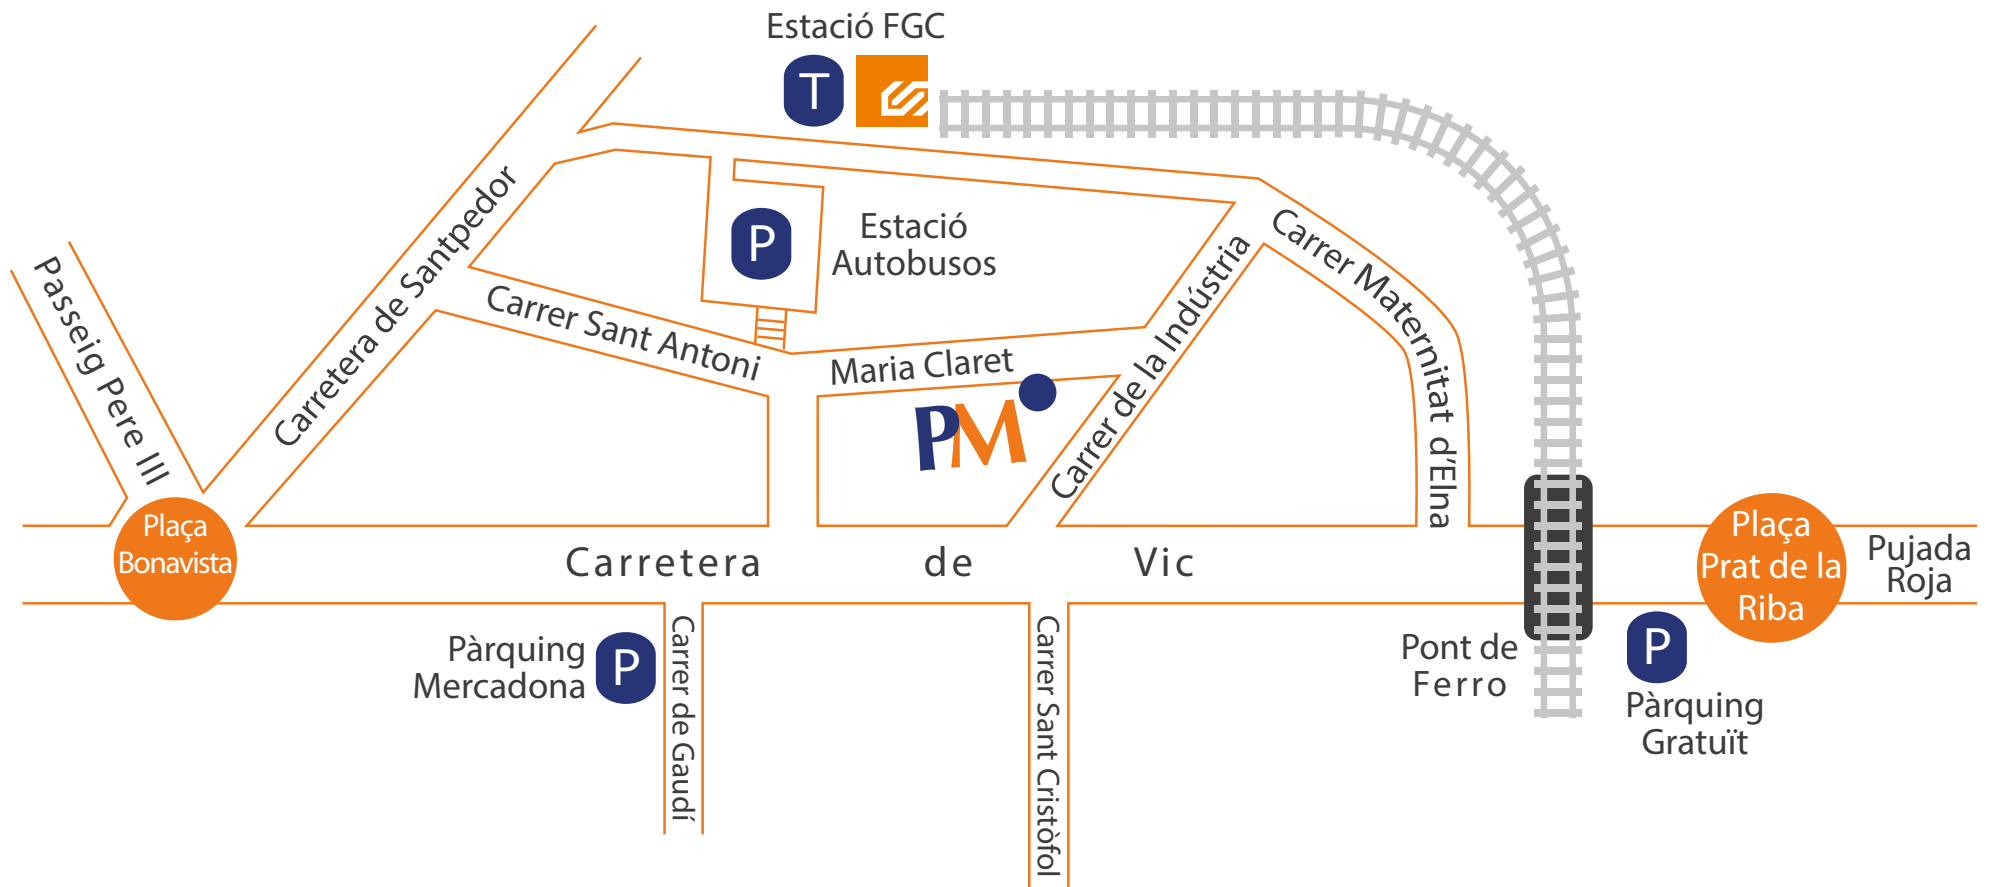 Estació FGC
T
Carretera de Santpedor
P
Estació
Autobusos
Carrer Maternitat d'Elna
Passeig Pere III
Carrer Sant Antoni
Maria Claret
Carrer de la Indústria
PM
Plaça
Bonavista
Carretera de Vic
Plaça
Prat de la
Riba
Pujada
Roja
Pàrquing
Mercadona
P
Carrer de Gaudí
Carrer Sant Cristòfol
Pont de
Ferro
P
Pàrquing
Gratuït